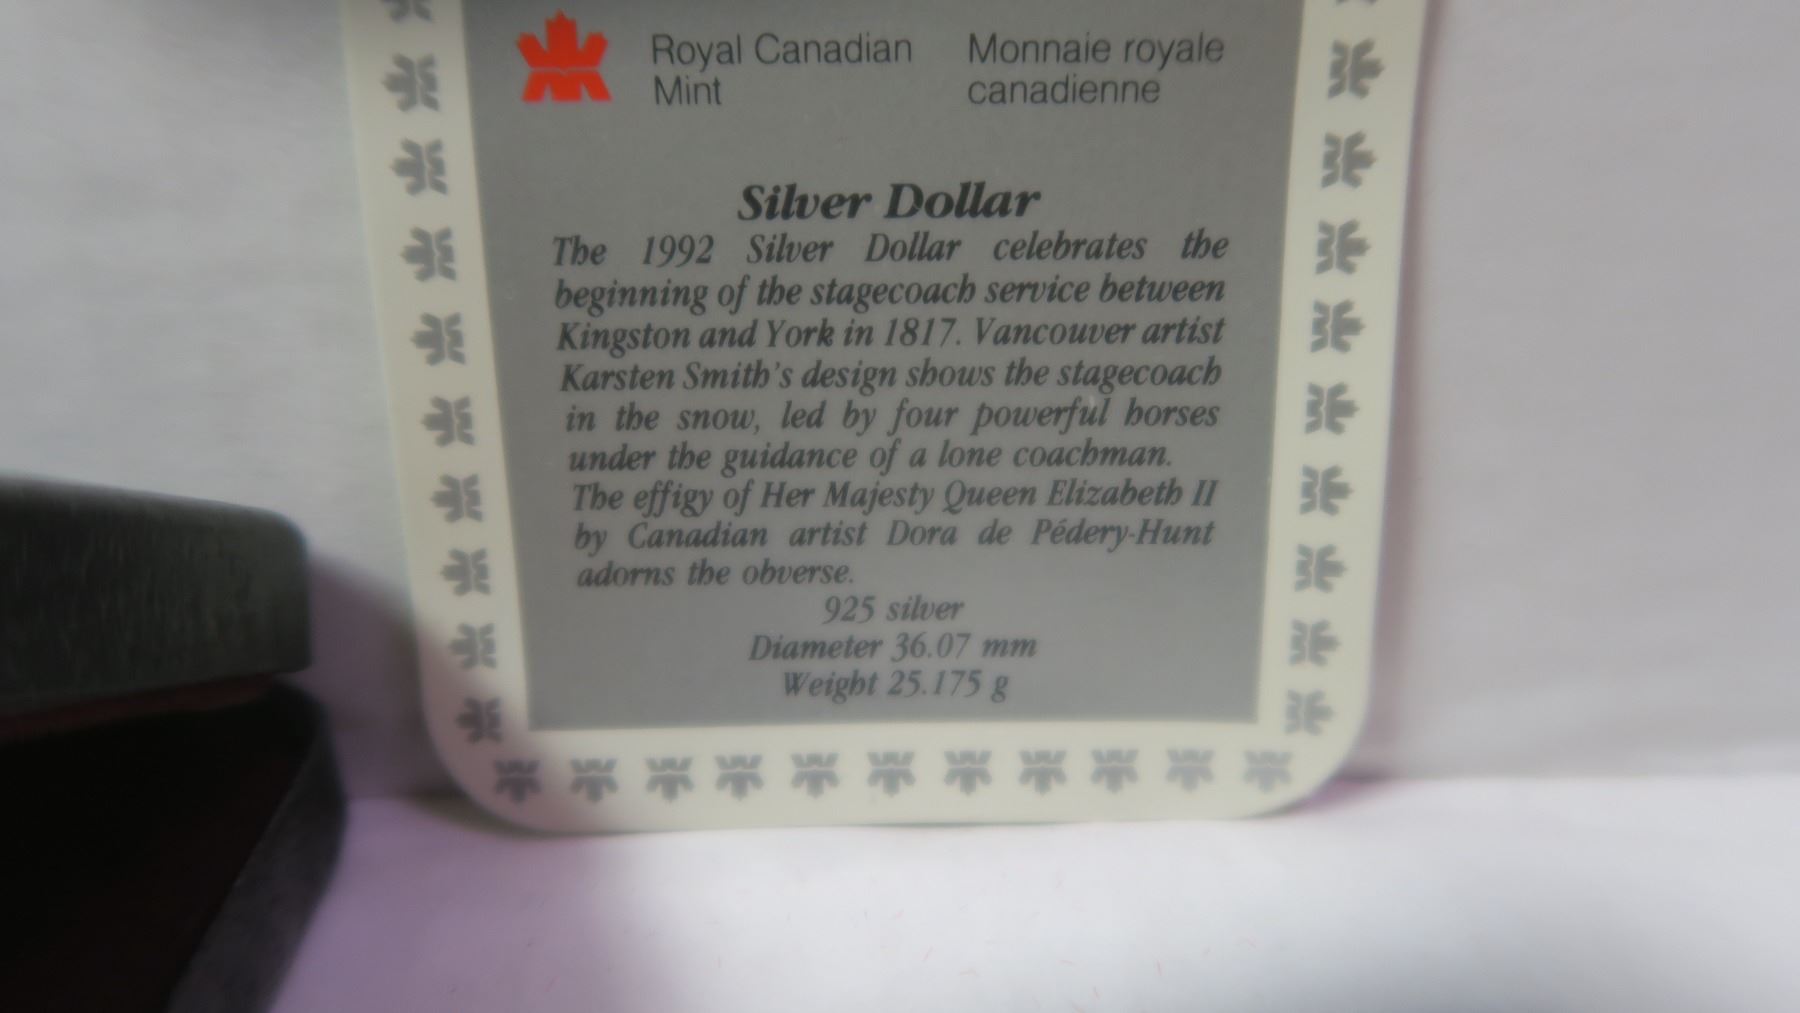 Royal Canadian Mint
Monnaie royale canadienne
Silver Dollar
The 1992 Silver Dollar celebrates the
beginning of the stagecoach service between
Kingston and York in 1817. Vancouver artist
Karsten Smith's design shows the stagecoach
in the snow, led by four powerful horses
under the guidance of a lone coachman.
The effigy of Her Majesty Queen Elizabeth II
by Canadian artist Dora de Pédery-Hunt
adorns the obverse.
925 silver
Diameter 36.07 mm
Weight 25.175 g